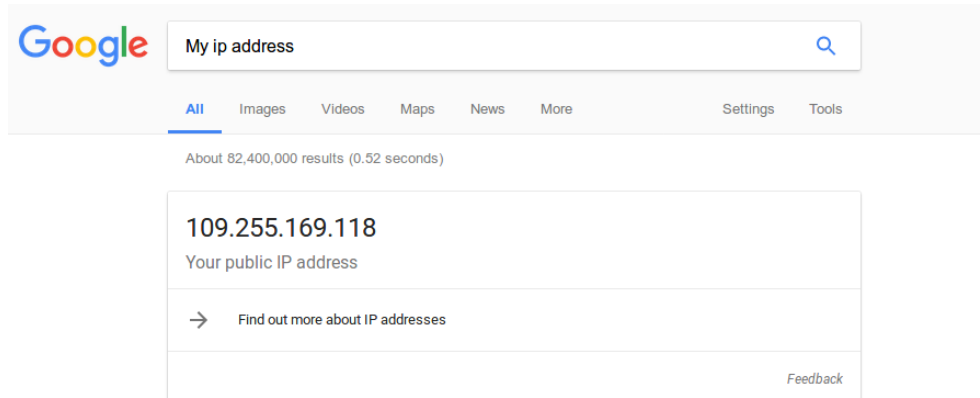 Google
My ip address
All Images Videos Maps News More Settings Tools
About 82,400,000 results (0.52 seconds)
109.255.169.118
Your public IP address
Find out more about IP addresses
Feedback